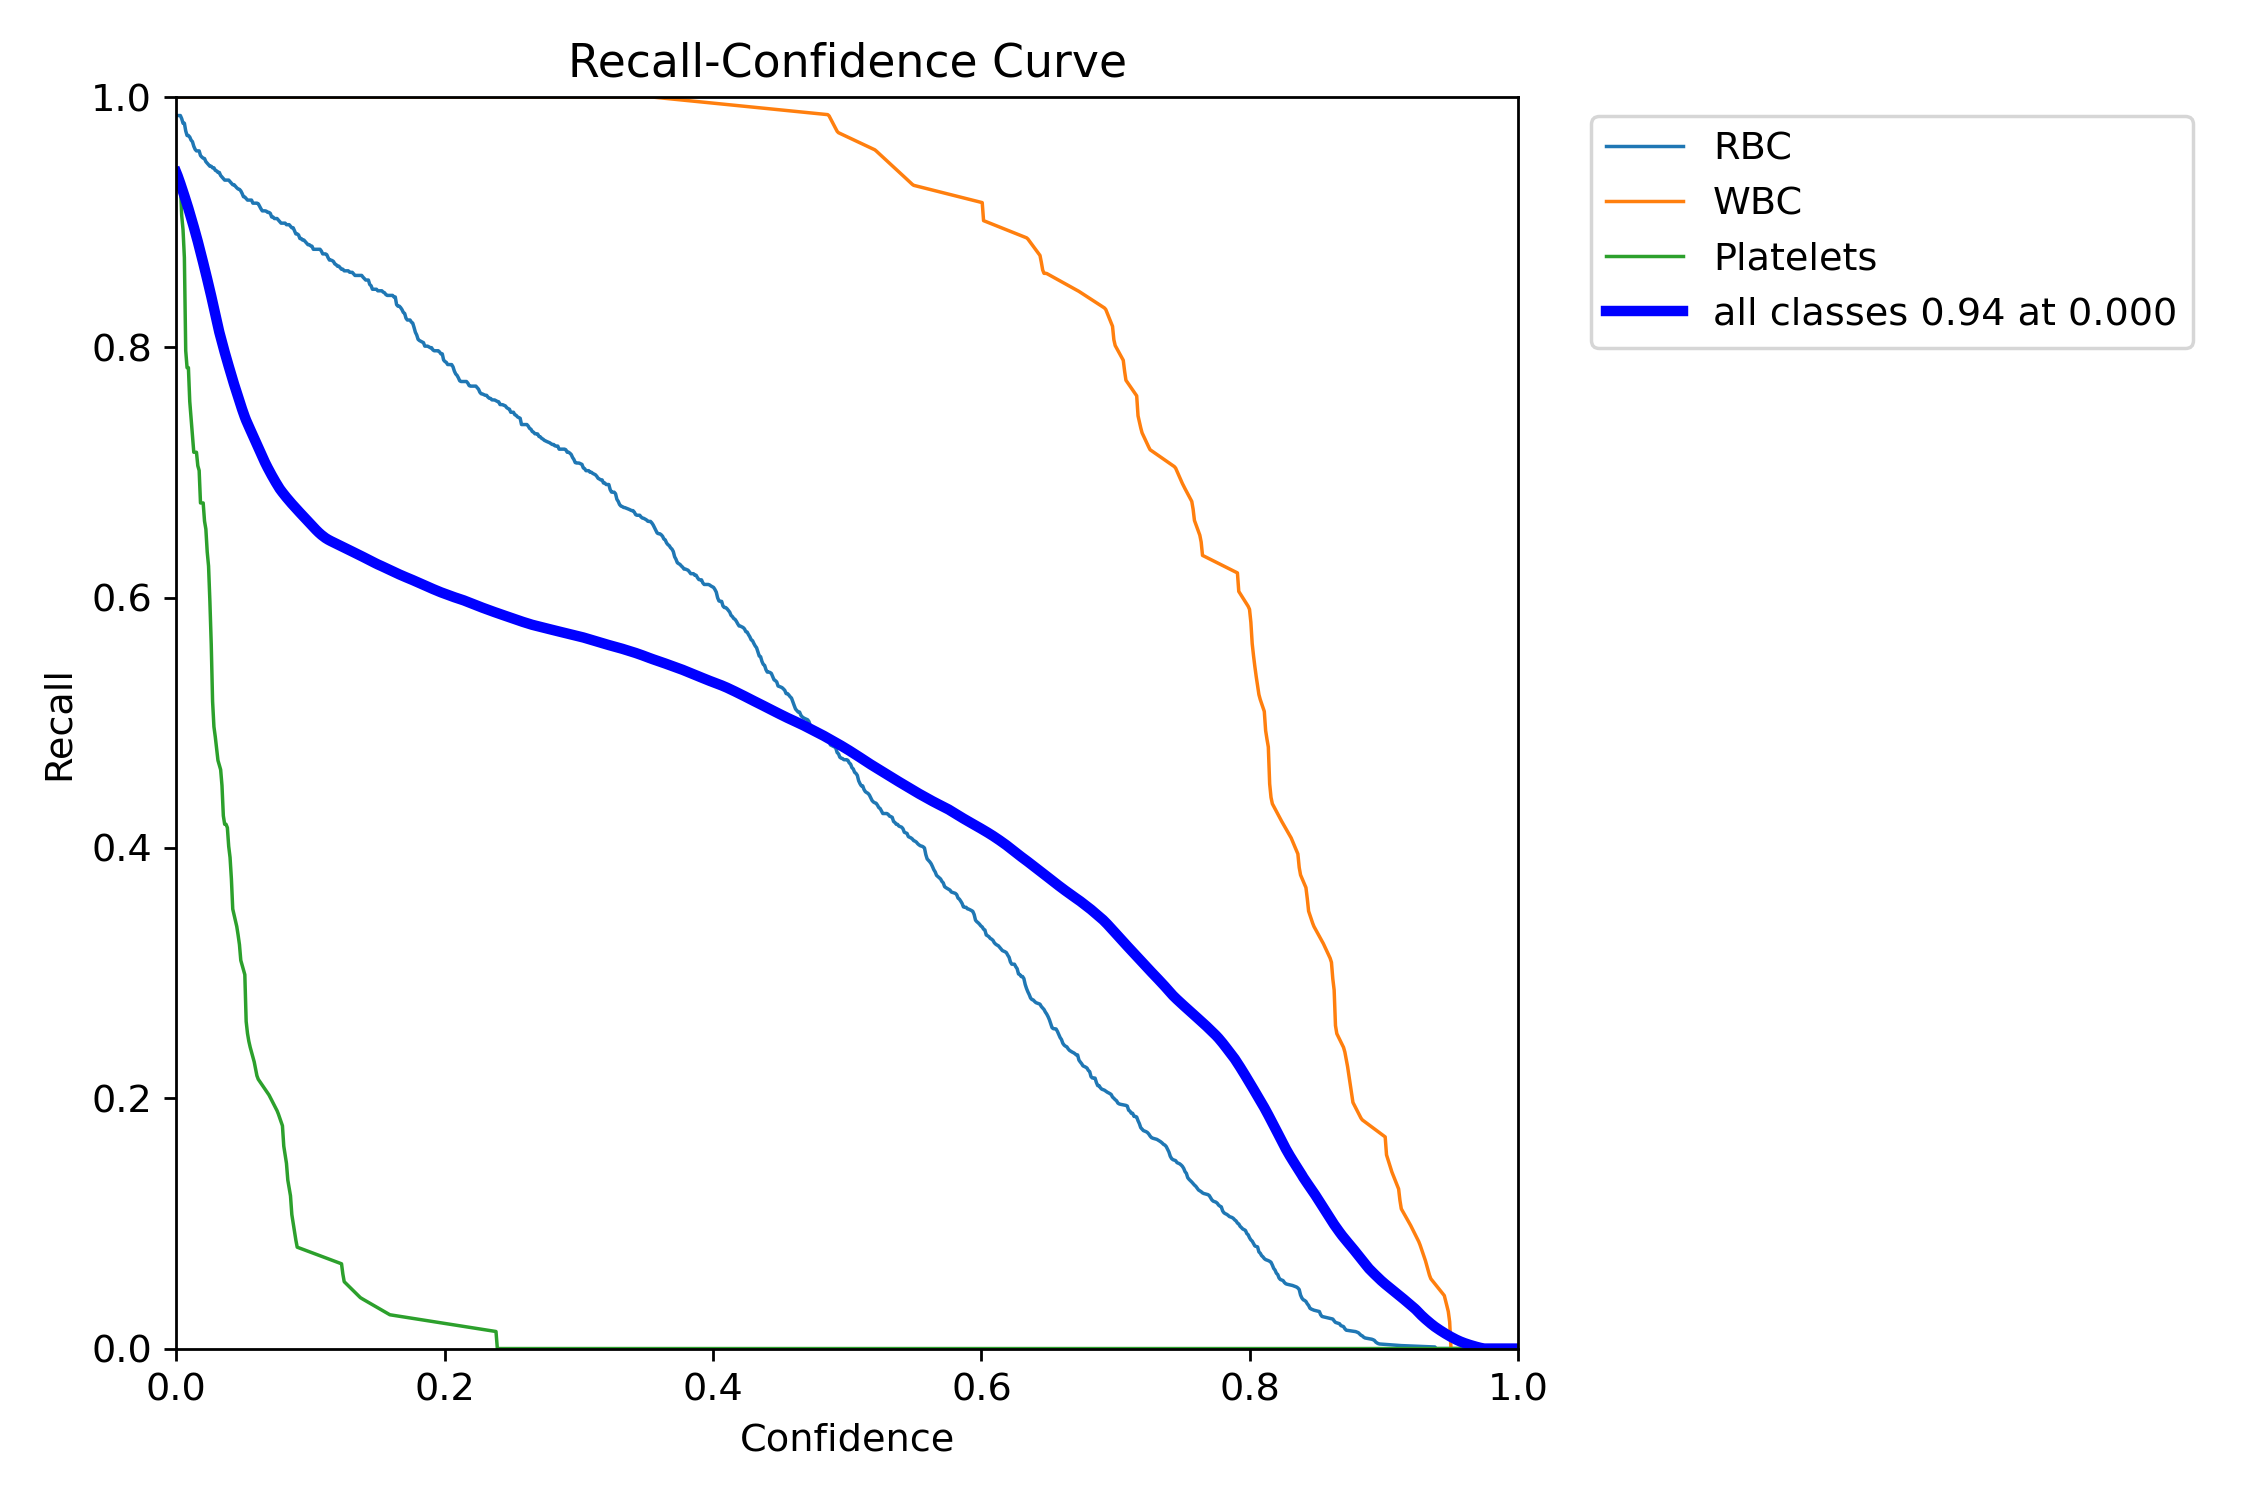 Recall-Confidence Curve
1.0
0.8
0.6
0.4
0.2
0.0
Recall
0.0 0.2 0.4 0.6 0.8 1.0
Confidence
RBC
WBC
Platelets
all classes 0.94 at 0.000